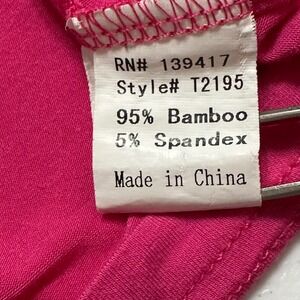 RN# 139417
Style# T2195
95% Bamboo
5% Spandex
Made in China